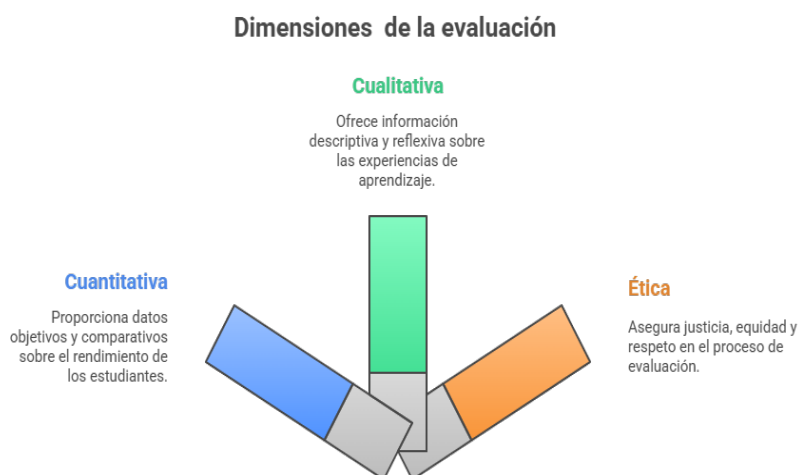 Dimensiones de la evaluación
Cualitativa
Ofrece información
descriptiva y reflexiva sobre
las experiencias de
aprendizaje.
Cuantitativa
Proporciona datos
objetivos y comparativos
sobre el rendimiento de
los estudiantes.
Ética
Asegura justicia, equidad y
respeto en el proceso de
evaluación.